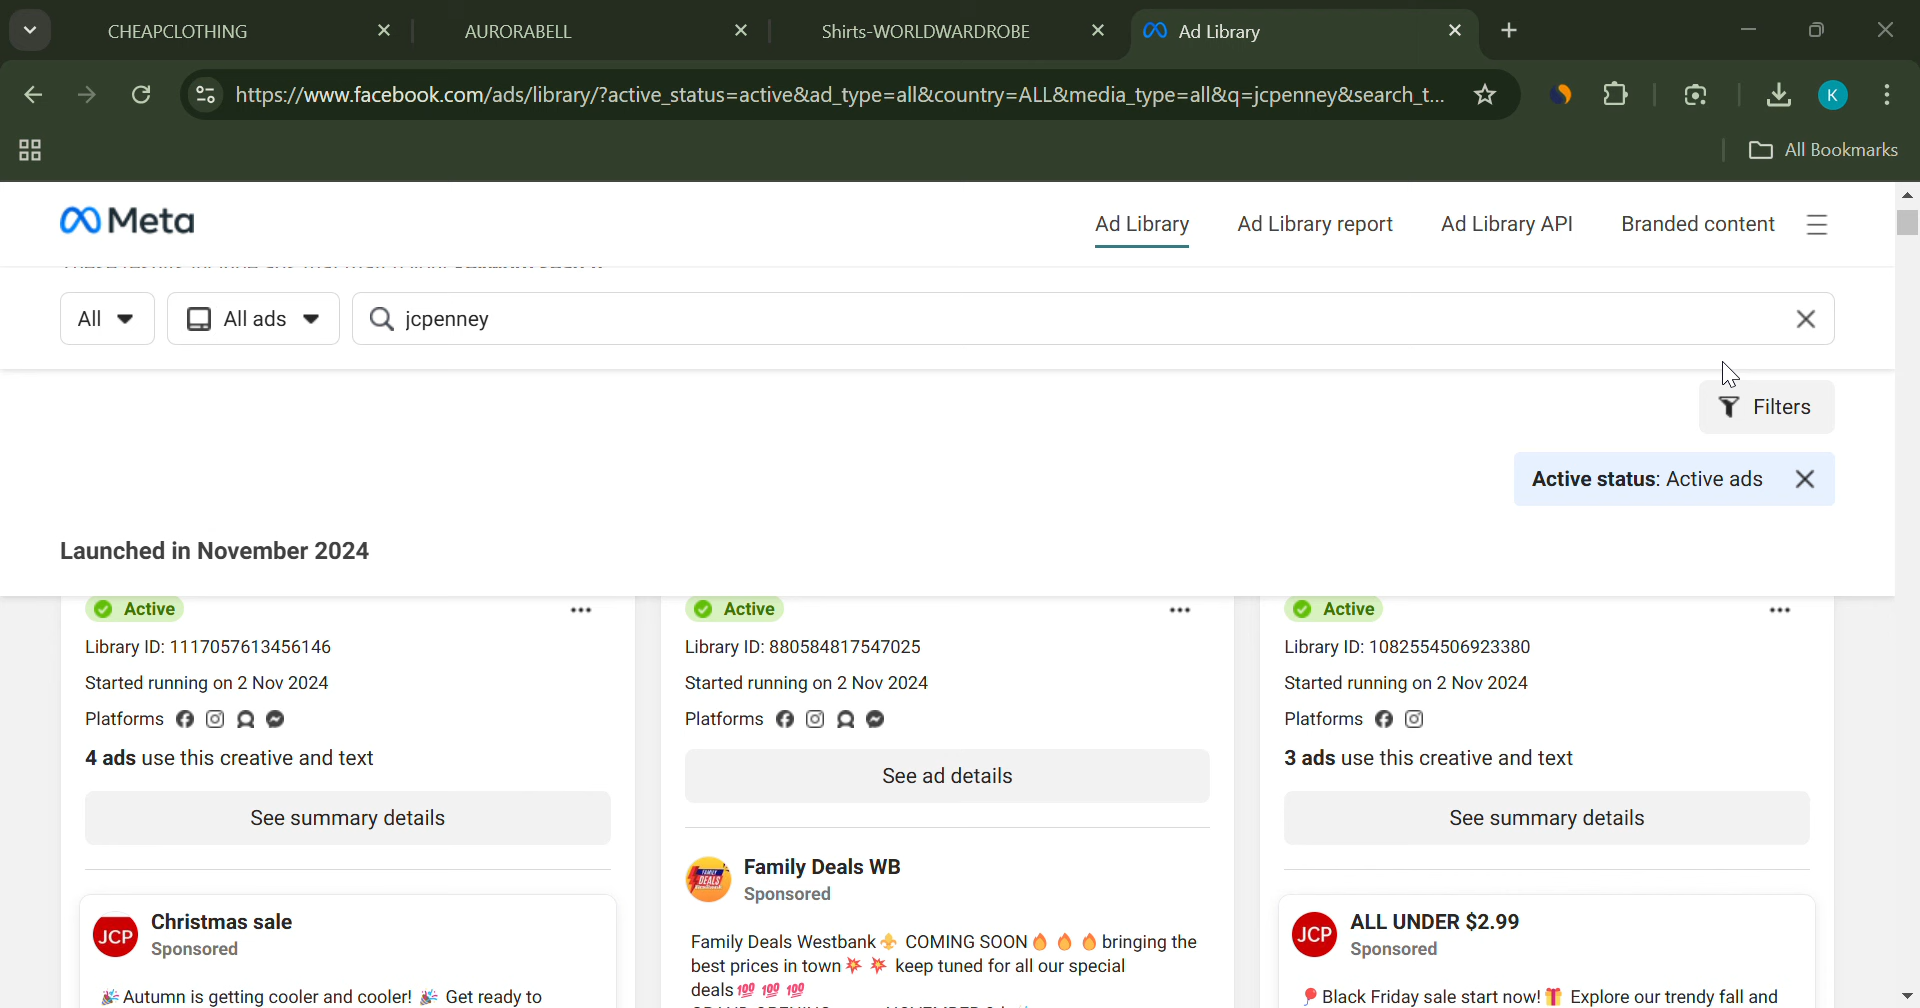 CHEAPCLOTHING
AURORABELL
Shirts-WORLDWARDROBE
Ad Library
https://www.facebook.com/ads/library/?active_status=active&ad_type=all&country=ALL&media_type=all&q=jcpenney&search_t...
K
All Bookmarks
Meta
Ad Library
Ad Library report
Ad Library API
Branded content
All
All ads
jcpenney
Filters
Active status: Active ads
Launched in November 2024
Active
Library ID: 1117057613456146
Started running on 2 Nov 2024
Platforms
4 ads use this creative and text
See summary details
JCP
Christmas sale
Sponsored
🎉 Autumn is getting cooler and cooler! 🎉 Get ready to
Active
Library ID: 880584817547025
Started running on 2 Nov 2024
Platforms
See ad details
FAMILY DEALS
Family Deals WB
Sponsored
Family Deals Westbank ⚜️ COMING SOON 🔥 🔥 🔥 bringing the
best prices in town 💥 💥 keep tuned for all our special
deals 💯 💯 💯
Active
Library ID: 1082554506923380
Started running on 2 Nov 2024
Platforms
3 ads use this creative and text
See summary details
JCP
ALL UNDER $2.99
Sponsored
🎈 Black Friday sale start now! 🎁 Explore our trendy fall and